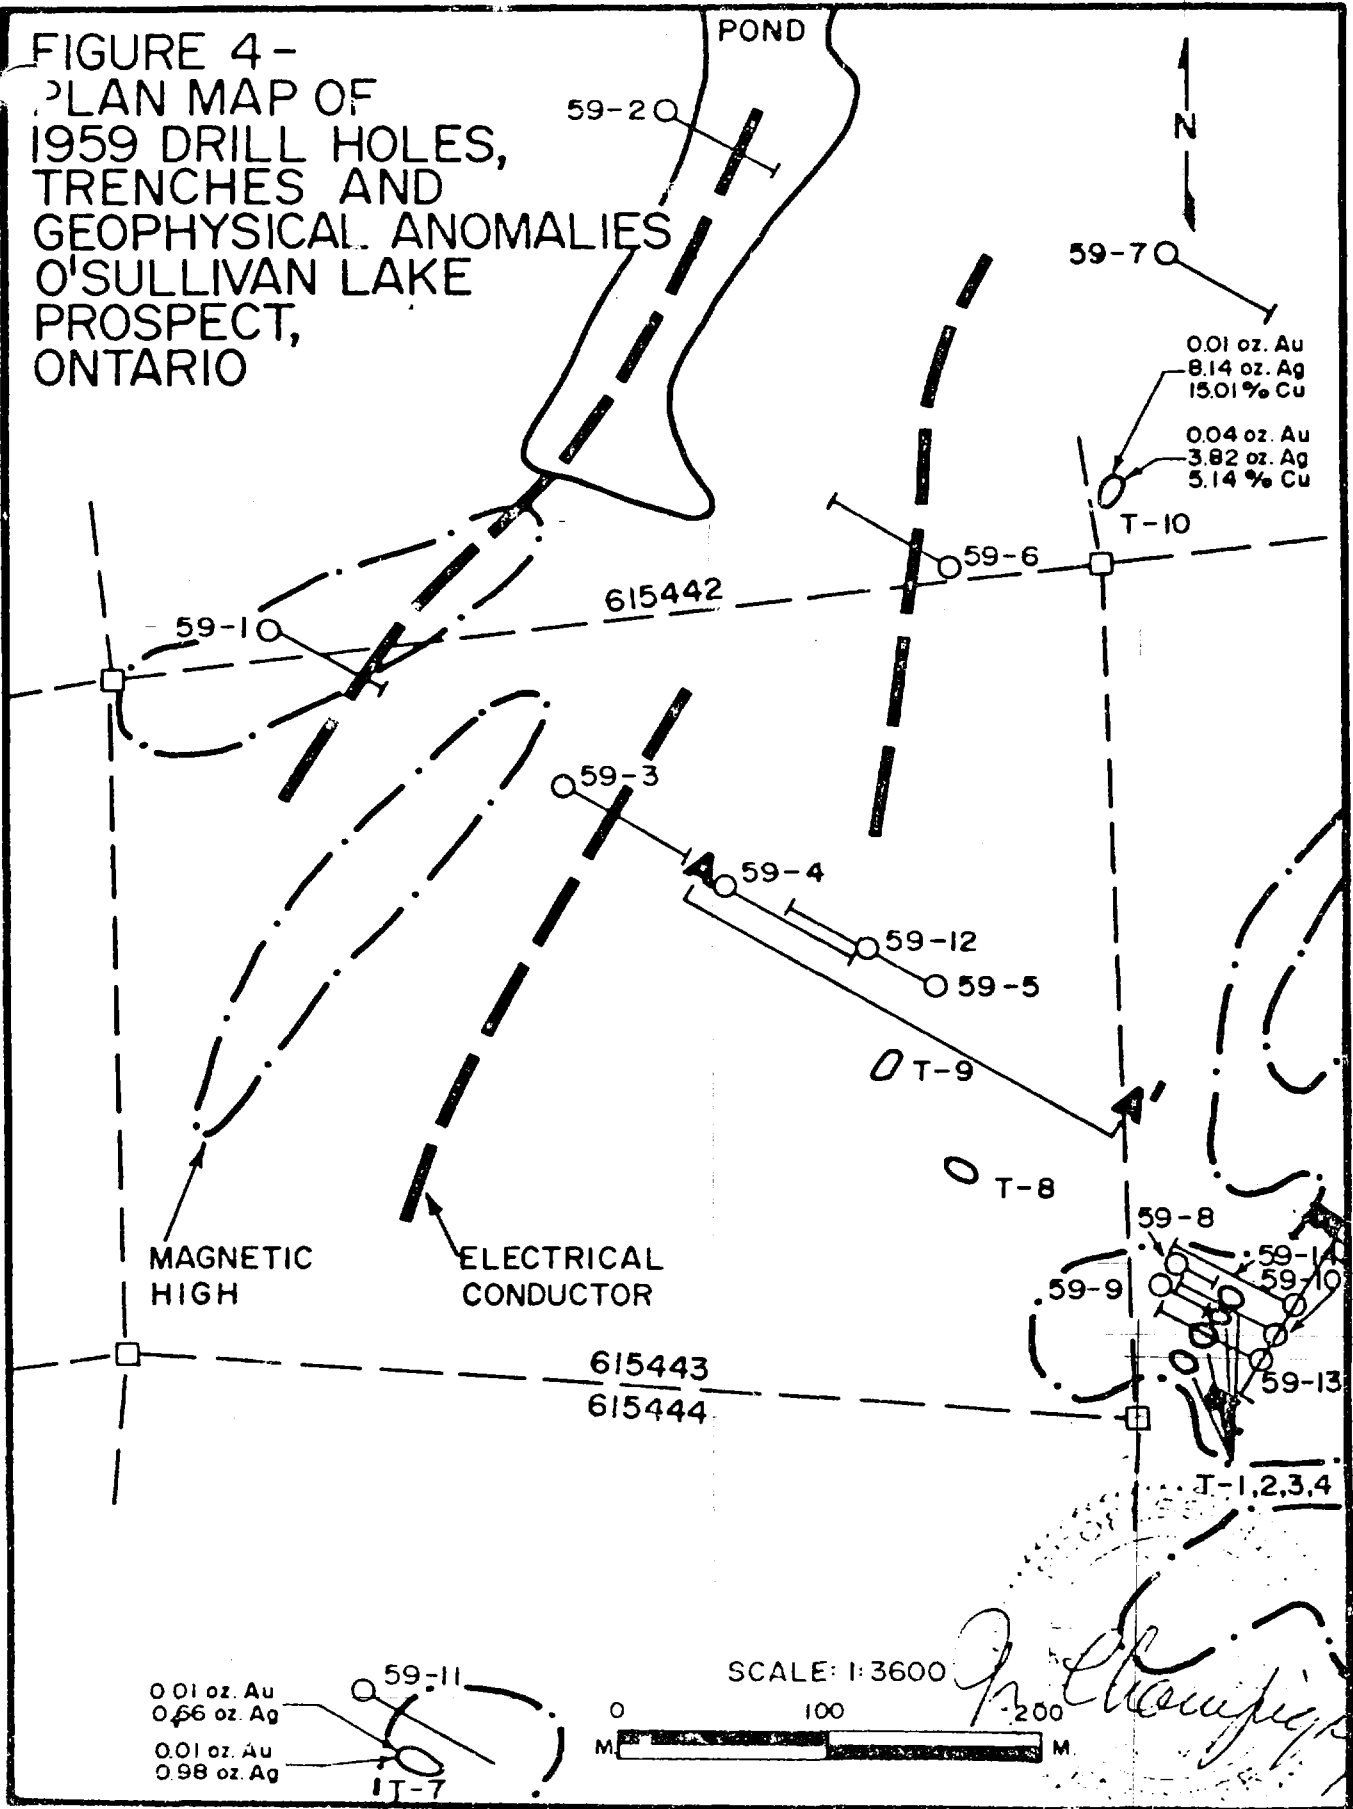 FIGURE 4-
PLAN MAP OF
1959 DRILL HOLES,
TRENCHES AND
GEOPHYSICAL ANOMALIES
O'SULLIVAN LAKE
PROSPECT,
ONTARIO
POND
59-2
N
59-7
0.01 oz. Au
8.14 oz. Ag
15.01 % Cu
0.04 oz. Au
3.82 oz. Ag
5.14 % Cu
T-10
59-6
615442
59-1
59-3
A
59-4
59-12
59-5
T-9
A'
T-8
MAGNETIC
HIGH
ELECTRICAL
CONDUCTOR
59-8
59-14
59-10
59-9
59-13
615443
615444
T-1,2,3,4
SCALE: 1:3600
0 100 200
M. M.
59-11
0.01 oz. Au
0.66 oz. Ag
0.01 oz. Au
0.98 oz. Ag
T-7